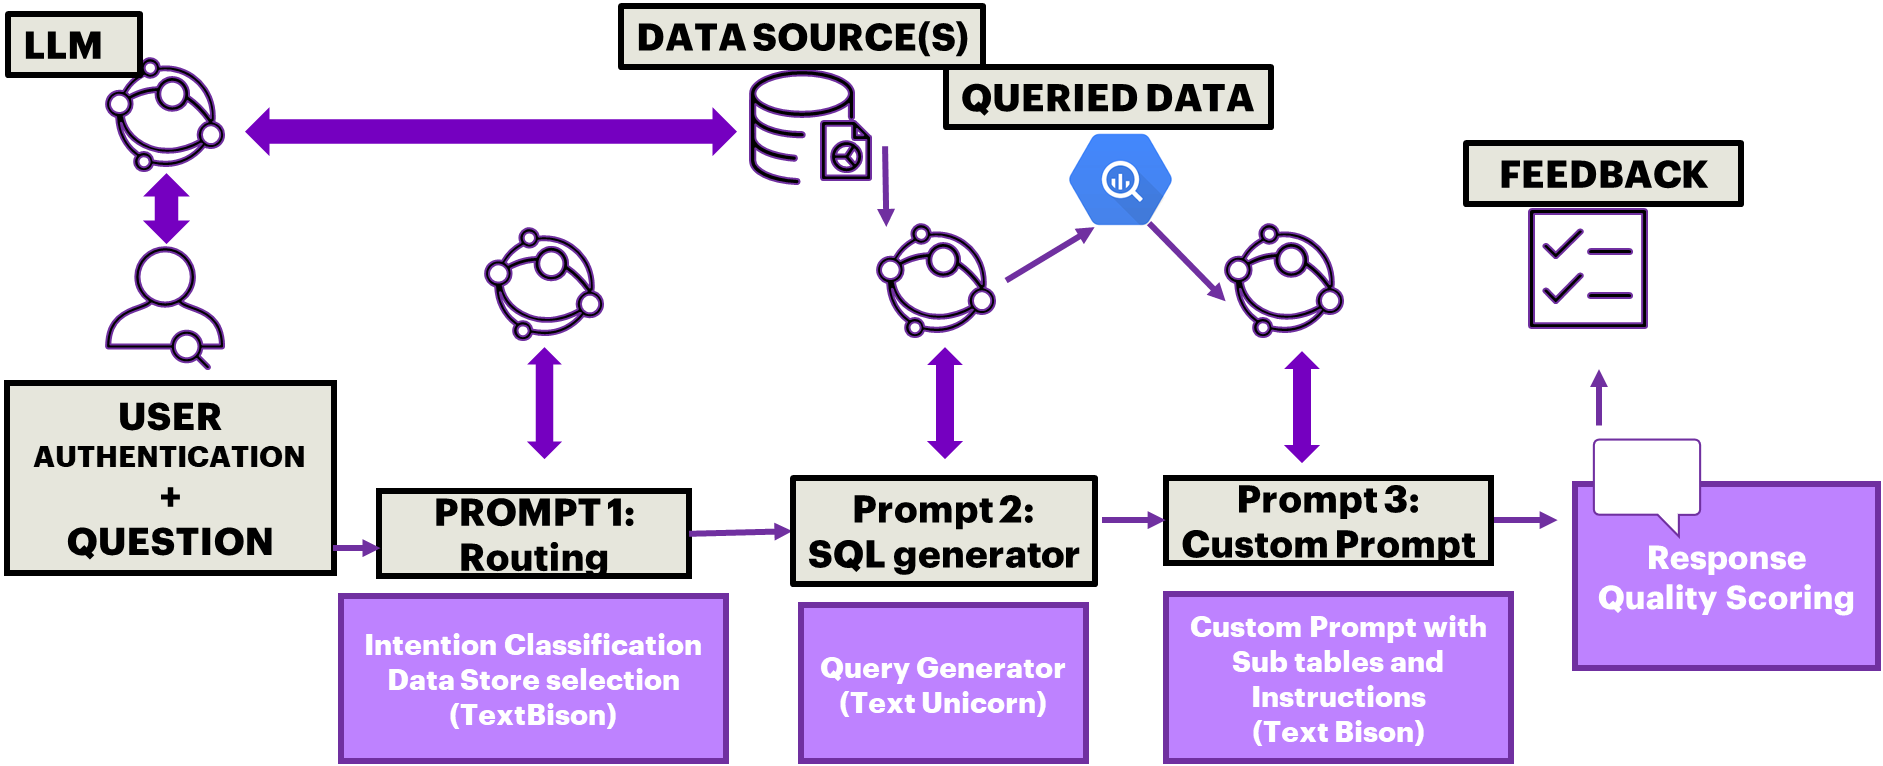 LLM
DATA SOURCE(S)
QUERIED DATA
FEEDBACK
USER
AUTHENTICATION
+
QUESTION
PROMPT 1:
Routing
Prompt 2:
SQL generator
Prompt 3:
Custom Prompt
Response
Quality Scoring
Intention Classification
Data Store selection
(TextBison)
Query Generator
(Text Unicorn)
Custom Prompt with
Sub tables and
Instructions
(Text Bison)